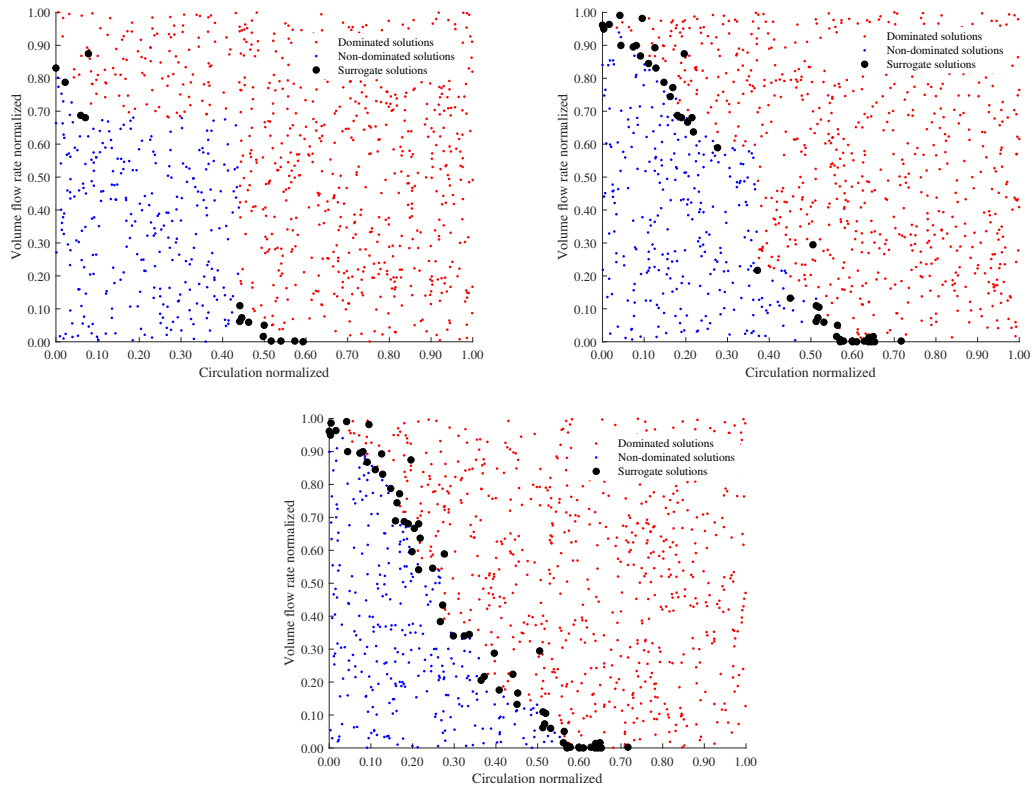 1.00
0.90
0.80
0.70
0.60
0.50
0.40
0.30
0.20
0.10
0.00
Volume flow rate normalized
Dominated solutions
Non-dominated solutions
Surrogate solutions
0.00 0.10 0.20 0.30 0.40 0.50 0.60 0.70 0.80 0.90 1.00
Circulation normalized
1.00
0.90
0.80
0.70
0.60
0.50
0.40
0.30
0.20
0.10
0.00
Volume flow rate normalized
Dominated solutions
Non-dominated solutions
Surrogate solutions
0.00 0.10 0.20 0.30 0.40 0.50 0.60 0.70 0.80 0.90 1.00
Circulation normalized
1.00
0.90
0.80
0.70
0.60
0.50
0.40
0.30
0.20
0.10
0.00
Volume flow rate normalized
Dominated solutions
Non-dominated solutions
Surrogate solutions
0.00 0.10 0.20 0.30 0.40 0.50 0.60 0.70 0.80 0.90 1.00
Circulation normalized